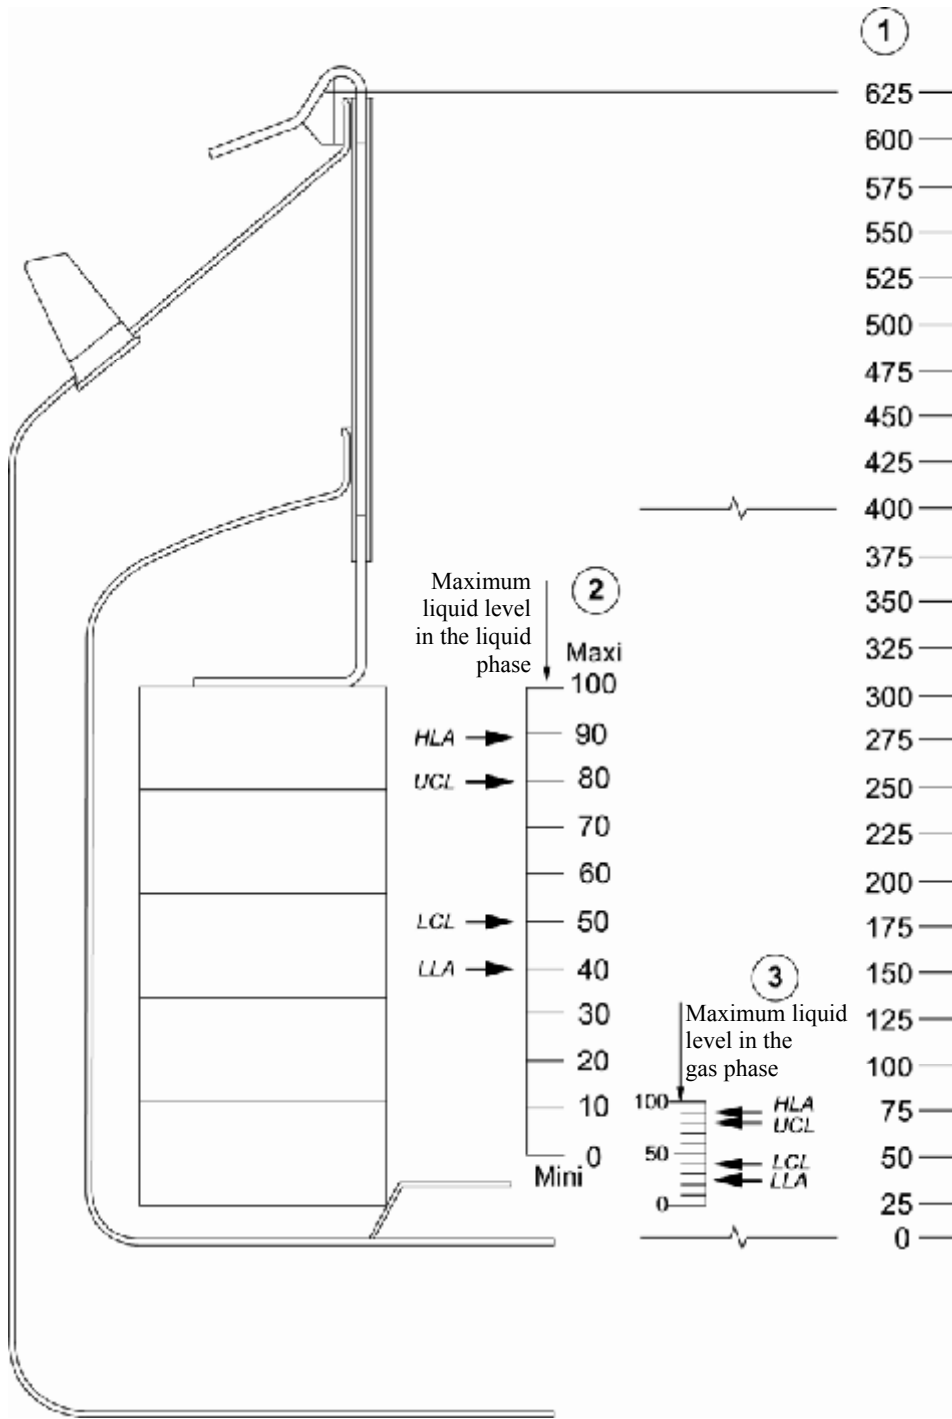 1
625
600
575
550
525
500
475
450
425
400
375
350
325
300
275
250
225
200
175
150
125
100
75
50
25
0
2
Maximum
liquid level
in the liquid
phase
Maxi
100
90
80
70
60
50
40
30
20
10
0
Mini
HLA
UCL
LCL
LLA
3
Maximum liquid
level in the
gas phase
100
50
0
HLA
UCL
LCL
LLA